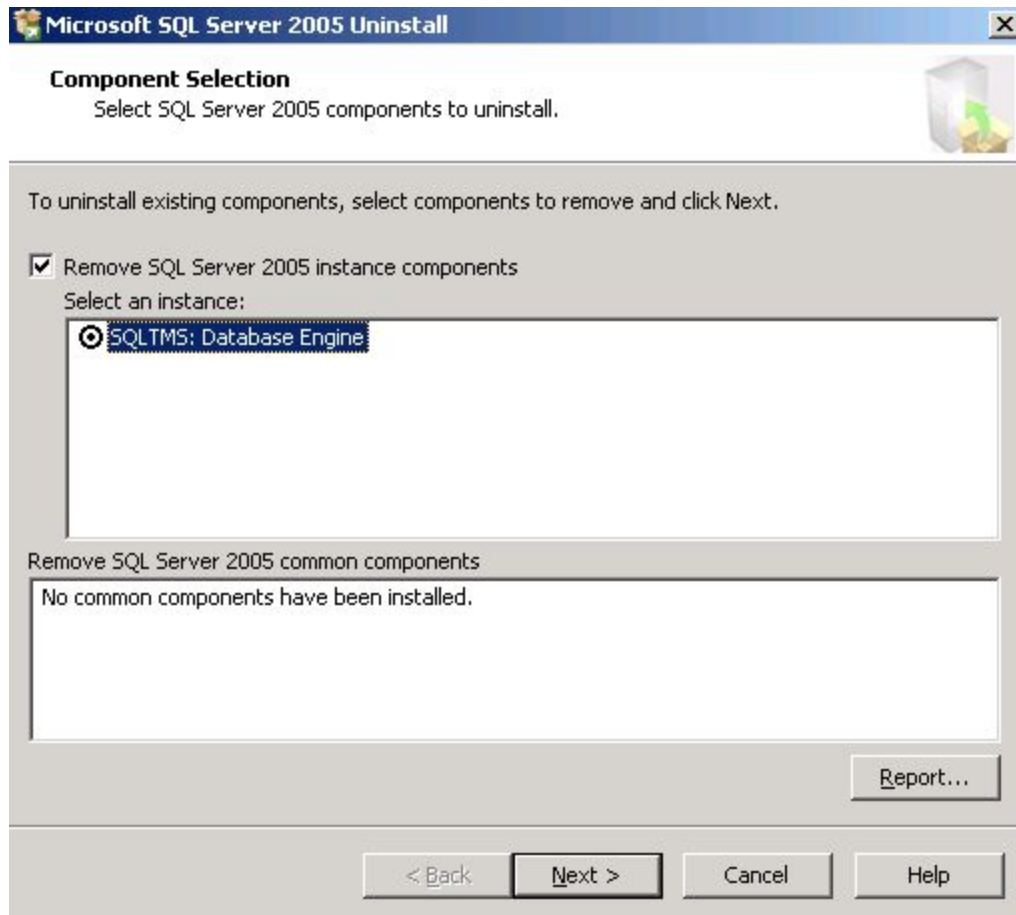 Microsoft SQL Server 2005 Uninstall
Component Selection
Select SQL Server 2005 components to uninstall.
To uninstall existing components, select components to remove and click Next.
Remove SQL Server 2005 instance components
Select an instance:
SQLTMS: Database Engine
Remove SQL Server 2005 common components
No common components have been installed.
Report...
< Back
Next >
Cancel
Help